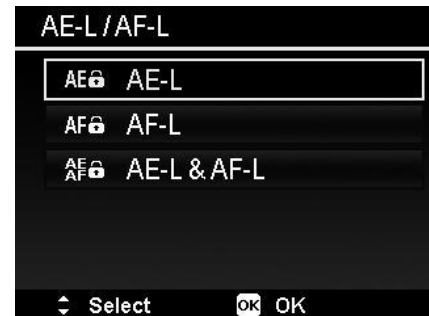 AE-L / AF-L
AE AE-L
AF AF-L
AE AF AE-L & AF-L
Select OK OK